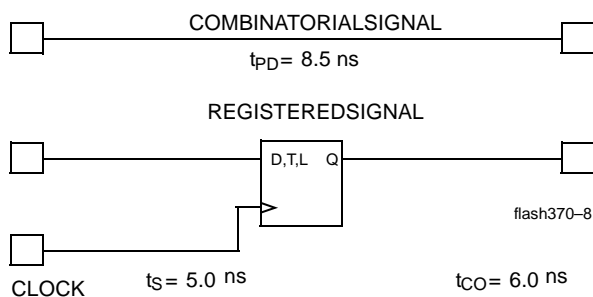 COMBINATORIALSIGNAL
tPD= 8.5 ns
REGISTEREDSIGNAL
D,T,L Q
flash370–8
CLOCK tS= 5.0 ns tCO= 6.0 ns